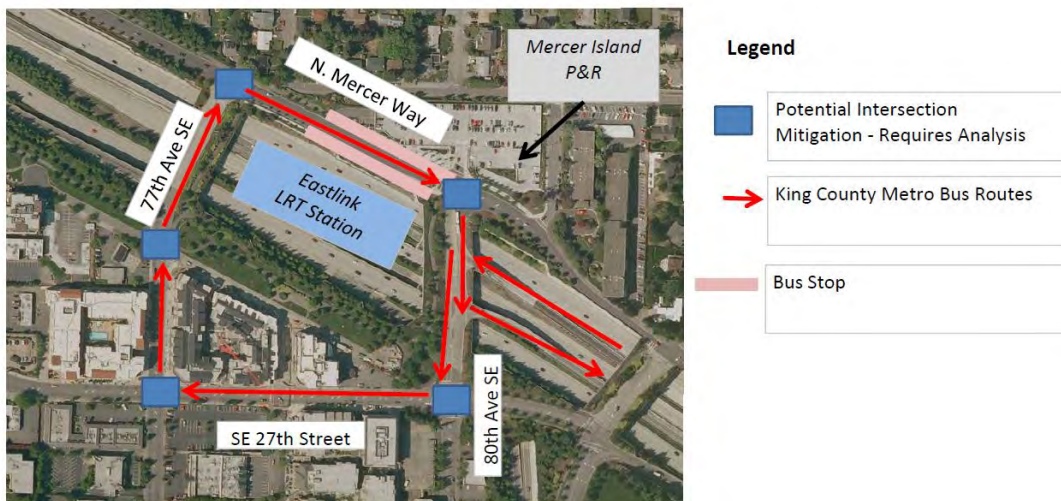 Mercer Island
P&R
N. Mercer Way
77th Ave SE
Eastlink
LRT Station
SE 27th Street
80th Ave SE
Legend
Potential Intersection
Mitigation - Requires Analysis
King County Metro Bus Routes
Bus Stop